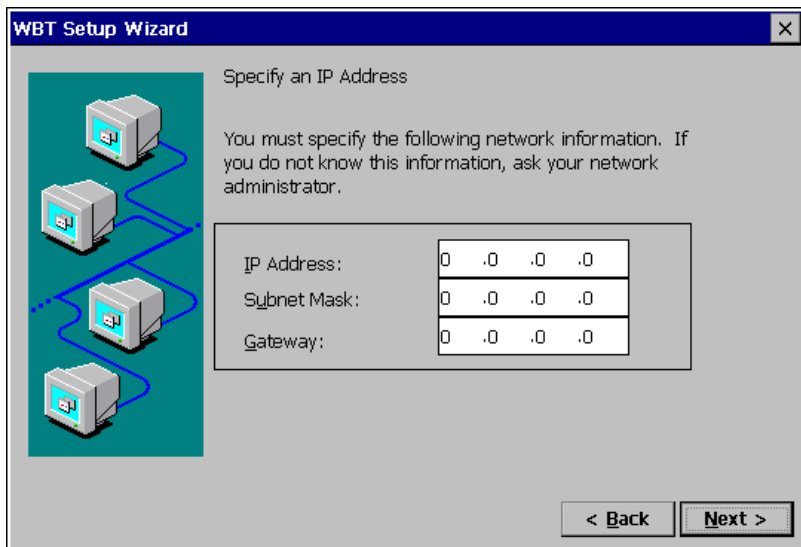 WBT Setup Wizard
Specify an IP Address
You must specify the following network information. If
you do not know this information, ask your network
administrator.
IP Address: 0 .0 .0 .0
Subnet Mask: 0 .0 .0 .0
Gateway: 0 .0 .0 .0
< Back Next >